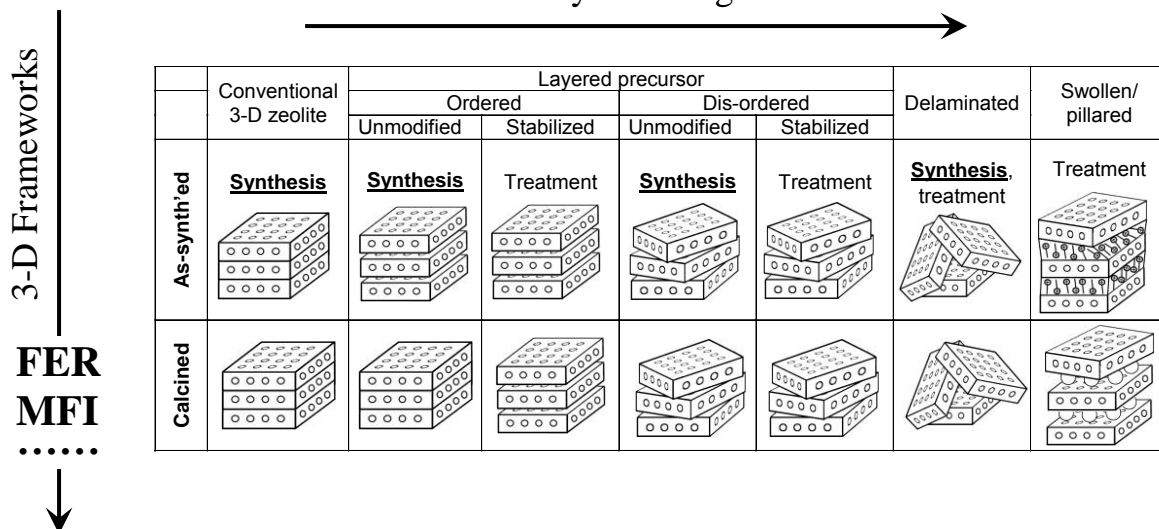 3-D Frameworks
FER
MFI
......
Conventional
3-D zeolite
Layered precursor
Ordered
Dis-ordered
Unmodified
Stabilized
Unmodified
Stabilized
Delaminated
Swollen/
pillared
As-synth'ed
Synthesis
Synthesis
Treatment
Synthesis
Treatment
Synthesis,
treatment
Treatment
Calcined